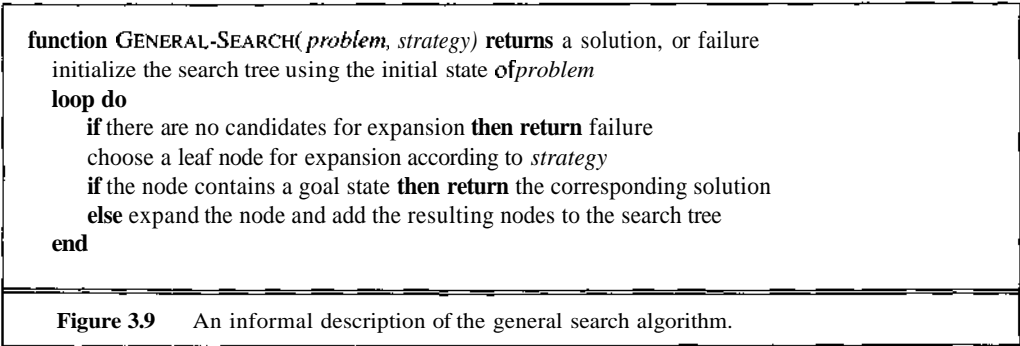 function GENERAL-SEARCH( problem, strategy) returns a solution, or failure
initialize the search tree using the initial state ofproblem
loop do
if there are no candidates for expansion then return failure
choose a leaf node for expansion according to strategy
if the node contains a goal state then return the corresponding solution
else expand the node and add the resulting nodes to the search tree
end
Figure 3.9 An informal description of the general search algorithm.